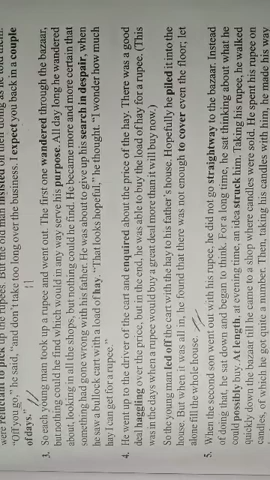 were reluctant to pick up the rupees. But the old man insisted on their doing as he told them.
"Off you go," he said, "and don't take too long over the business. I expect you back in a couple
of days."
3. So each young man took up a rupee and went out. The first one wandered through the bazaar,
but nothing could he find which would in any way serve his purpose. All day long he wandered
about, looking in all the shops, but nothing could he find. He became more and more certain that
something had gone wrong with his father. He was about to give up his search in despair, when
he saw a bullock cart with a load of hay. "That looks hopeful," he thought. "I wonder how much
hay I can get for a rupee."
4. He went up to the driver of the cart and enquired about the price of the hay. There was a good
deal haggling over the price, but in the end, he was able to buy the load of hay for a rupee. (This
was in the days when a rupee would buy a great deal more than it will buy now.)
So the young man led off the cart with the hay to his father's house. Hopefully he piled it into the
house. But when it was all in, he found that there was not enough to cover even the floor; let
alone fill the whole house.
5. When the second son went out with his rupee, he did not go straightway to the bazaar. Instead
of doing that, he sat down and began to think. For a long time, he sat thinking about what he
could possibly buy. At length, at evening time, an idea struck him. Taking his rupee, he walked
quickly down the bazaar till he came to a shop where candles were sold. He spent his rupee on
candles, of which he got quite a number. Then, taking his candles with him, he made his way